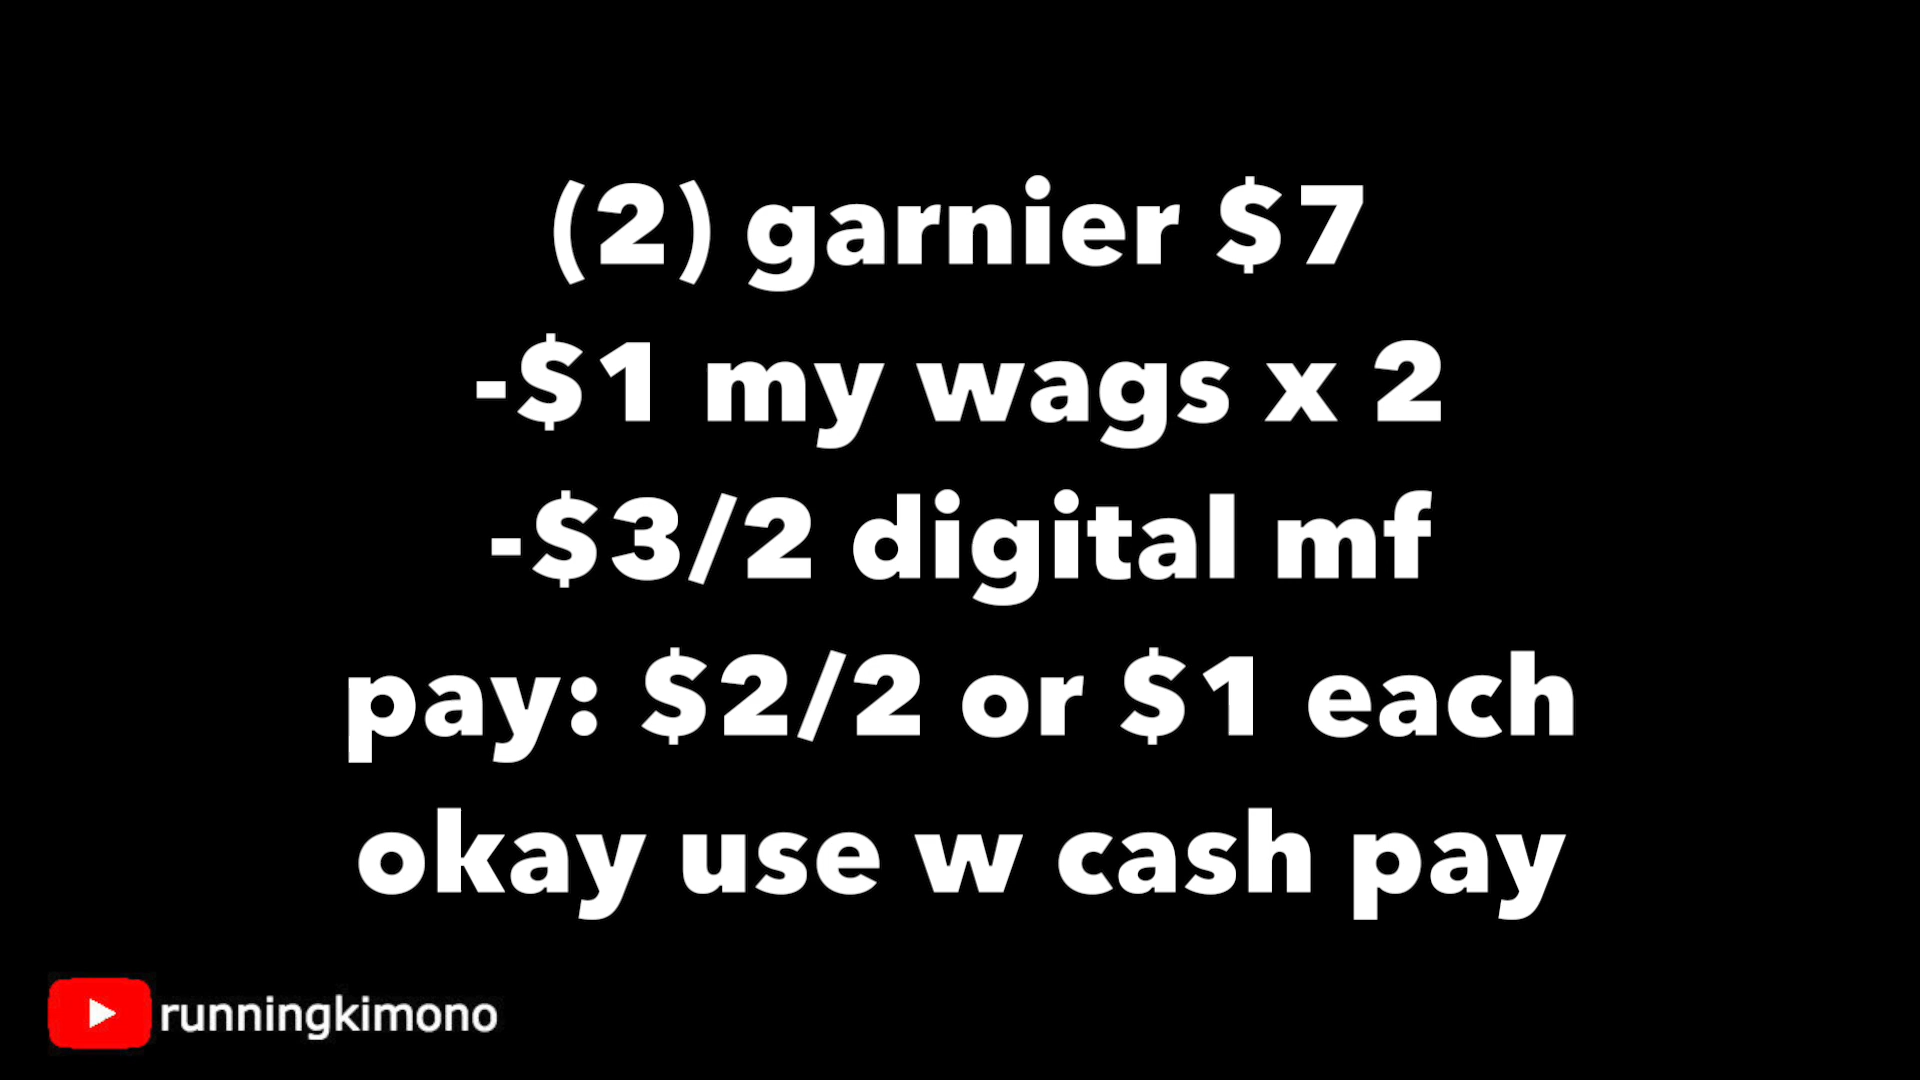 (2) garnier $7
-$1 my wags x 2
-$3/2 digital mf
pay: $2/2 or $1 each
okay use w cash pay
runningkimono